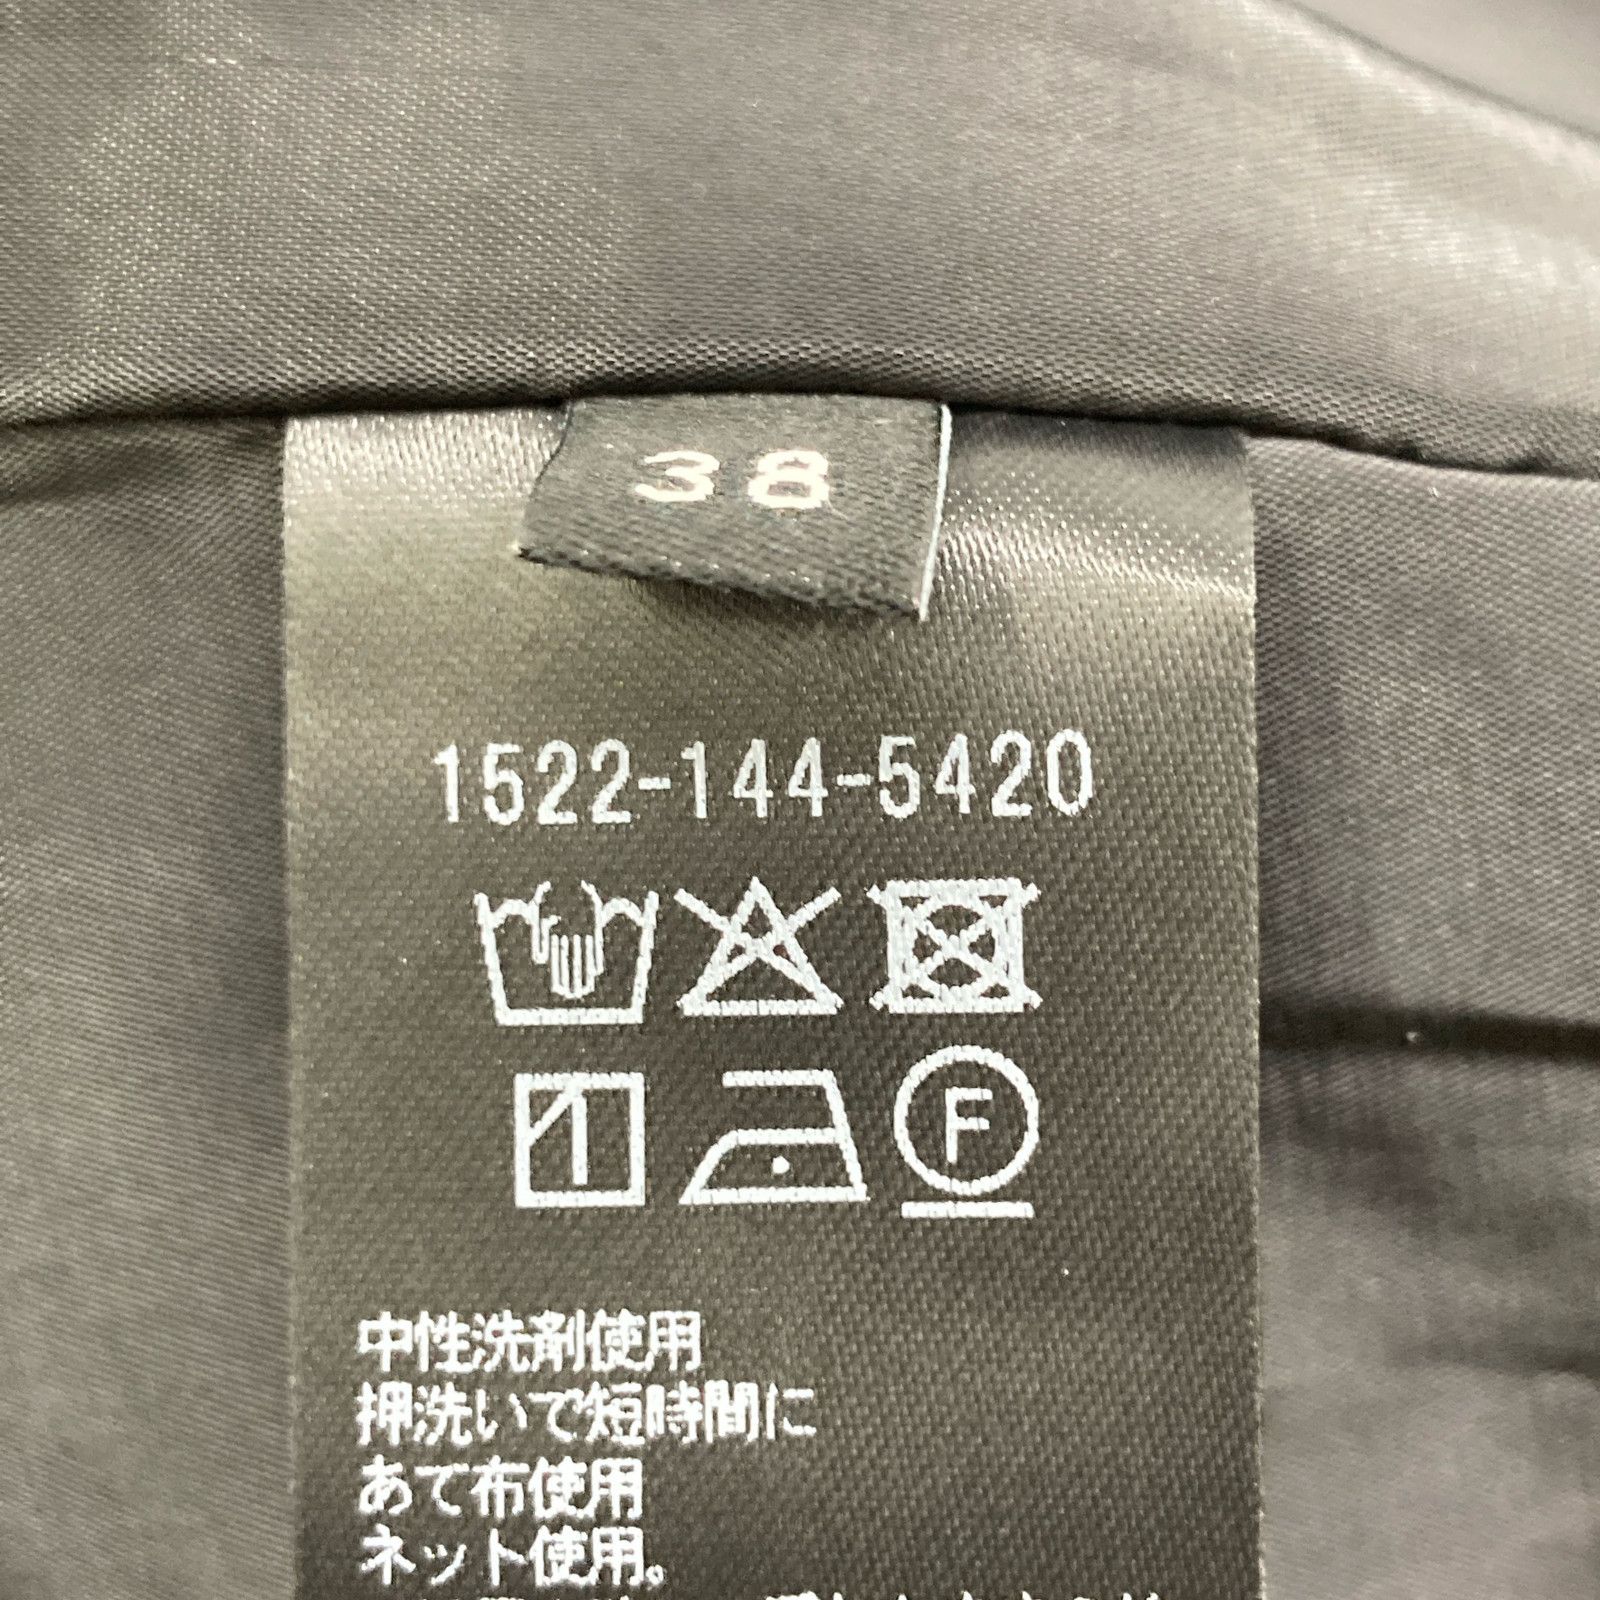 38
1522-144-5420
F
中性洗剤使用
押洗いで短時間に
あて布使用
ネット使用。